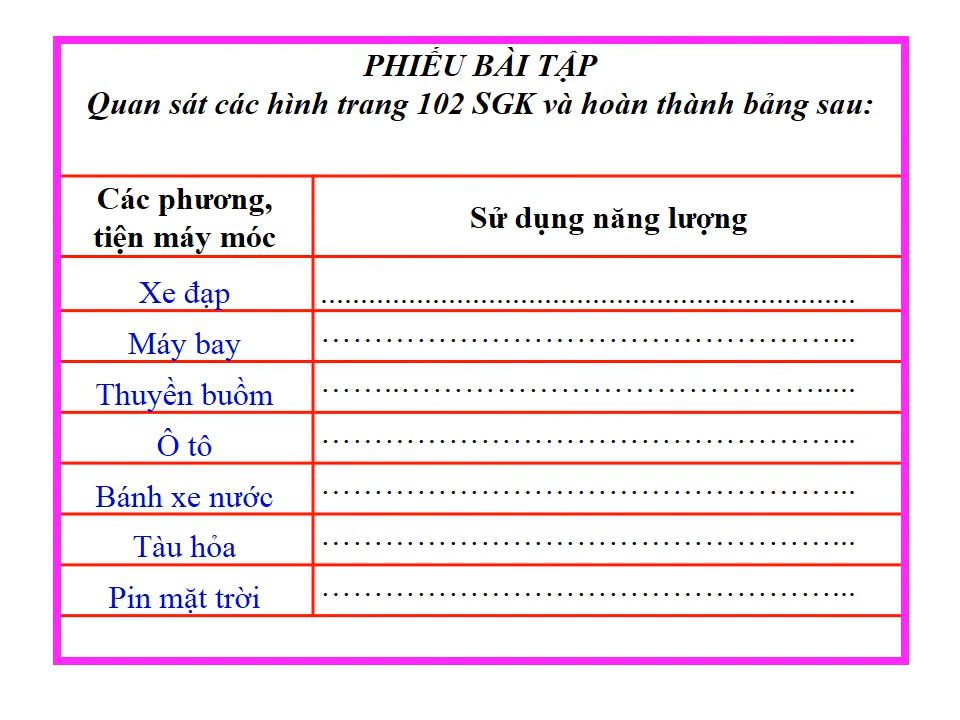 PHIẾU BÀI TẬP
Quan sát các hình trang 102 SGK và hoàn thành bảng sau:
Các phương,
tiện máy móc
Sử dụng năng lượng
Xe đạp ...................................................................
Máy bay ……………………………………………...
Thuyền buồm ……..…………………………………….....
Ô tô ……………………………………………...
Bánh xe nước ……………………………………………...
Tàu hỏa ……………………………………………...
Pin mặt trời ……………………………………………...